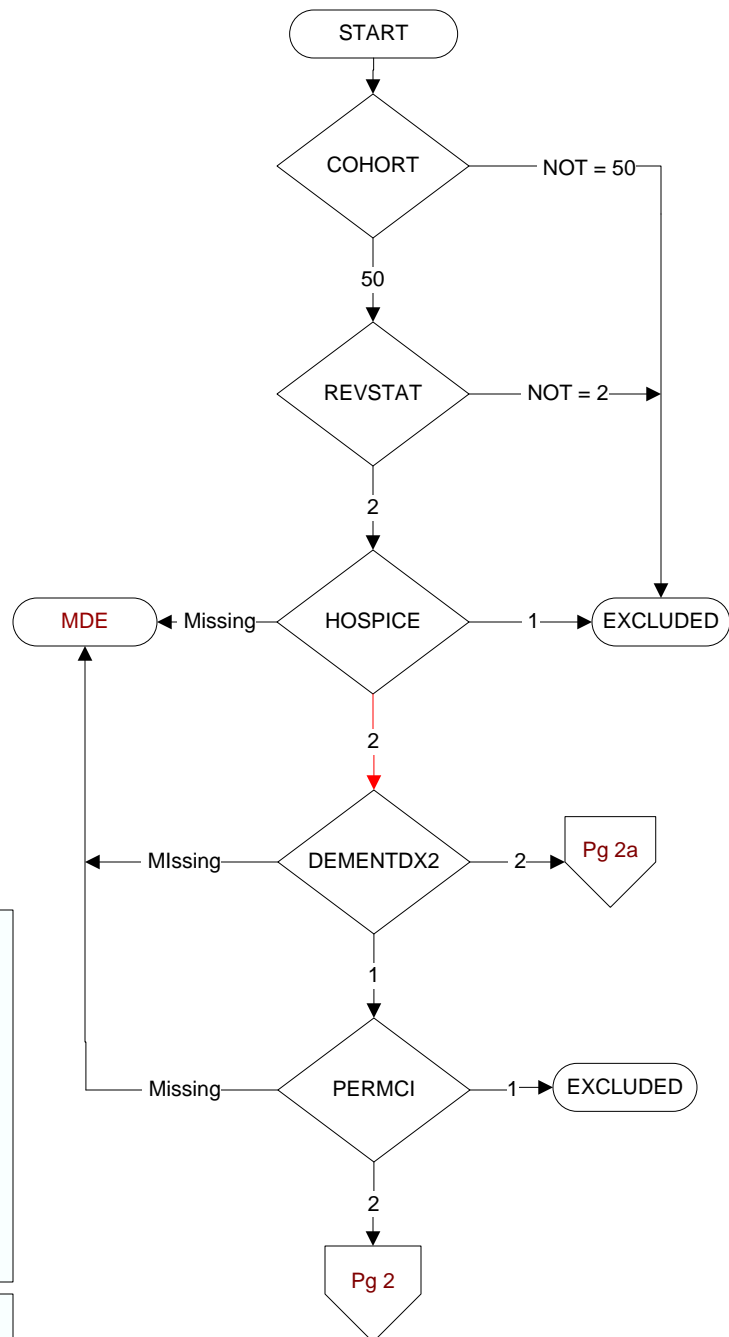 START
COHORT
NOT = 50
50
REVSTAT
NOT = 2
2
MDE
Missing
HOSPICE
1
EXCLUDED
2
MIssing
DEMENTDX2
2
Pg 2a
1
Missing
PERMCI
1
EXCLUDED
2
Pg 2